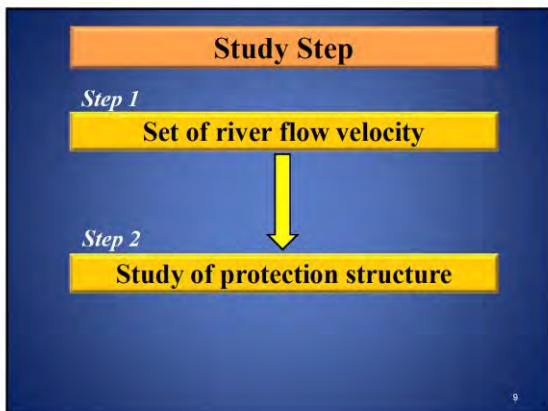 Study Step
Step 1
Set of river flow velocity
Step 2
Study of protection structure
9